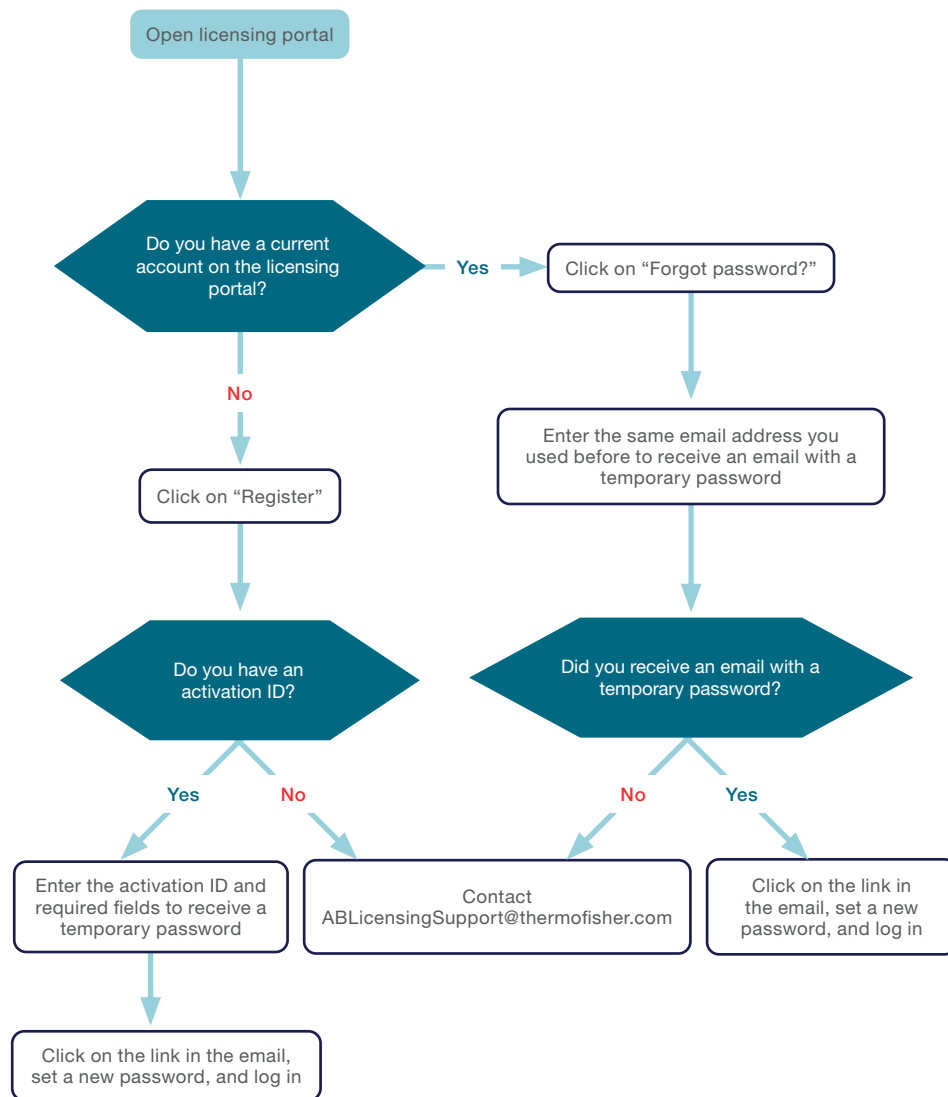 Open licensing portal
Do you have a current
account on the licensing
portal?
Yes
Click on “Forgot password?”
No
Enter the same email address you
used before to receive an email with a
temporary password
Click on “Register”
Do you have an
activation ID?
Did you receive an email with a
temporary password?
Yes
No
No
Yes
Enter the activation ID and
required fields to receive a
temporary password
Contact
ABLicensingSupport@thermofisher.com
Click on the link in
the email, set a new
password, and log in
Click on the link in the email,
set a new password, and log in